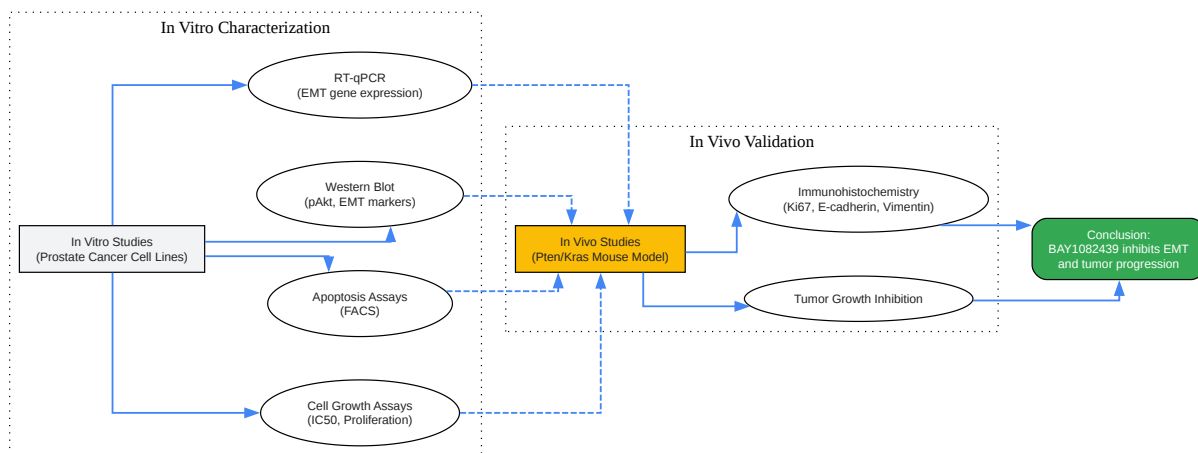 In Vitro Characterization
RT-qPCR
(EMT gene expression)
Western Blot
(pAkt, EMT markers)
In Vitro Studies
(Prostate Cancer Cell Lines)
Apoptosis Assays
(FACS)
Cell Growth Assays
(IC50, Proliferation)
In Vivo Validation
In Vivo Studies
(Pten/Kras Mouse Model)
Immunohistochemistry
(Ki67, E-cadherin, Vimentin)
Tumor Growth Inhibition
Conclusion:
BAY1082439 inhibits EMT
and tumor progression